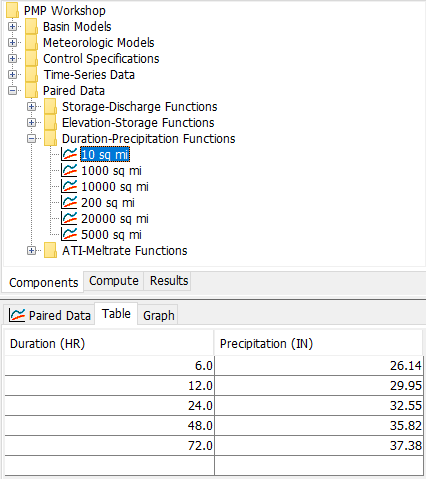 PMP Workshop
Basin Models
Meteorologic Models
Control Specifications
Time-Series Data
Paired Data
Storage-Discharge Functions
Elevation-Storage Functions
Duration-Precipitation Functions
10 sq mi
1000 sq mi
10000 sq mi
200 sq mi
20000 sq mi
5000 sq mi
ATI-Meltrate Functions
Components Compute Results
Paired Data Table Graph
Duration (HR) Precipitation (IN)
6.0 26.14
12.0 29.95
24.0 32.55
48.0 35.82
72.0 37.38